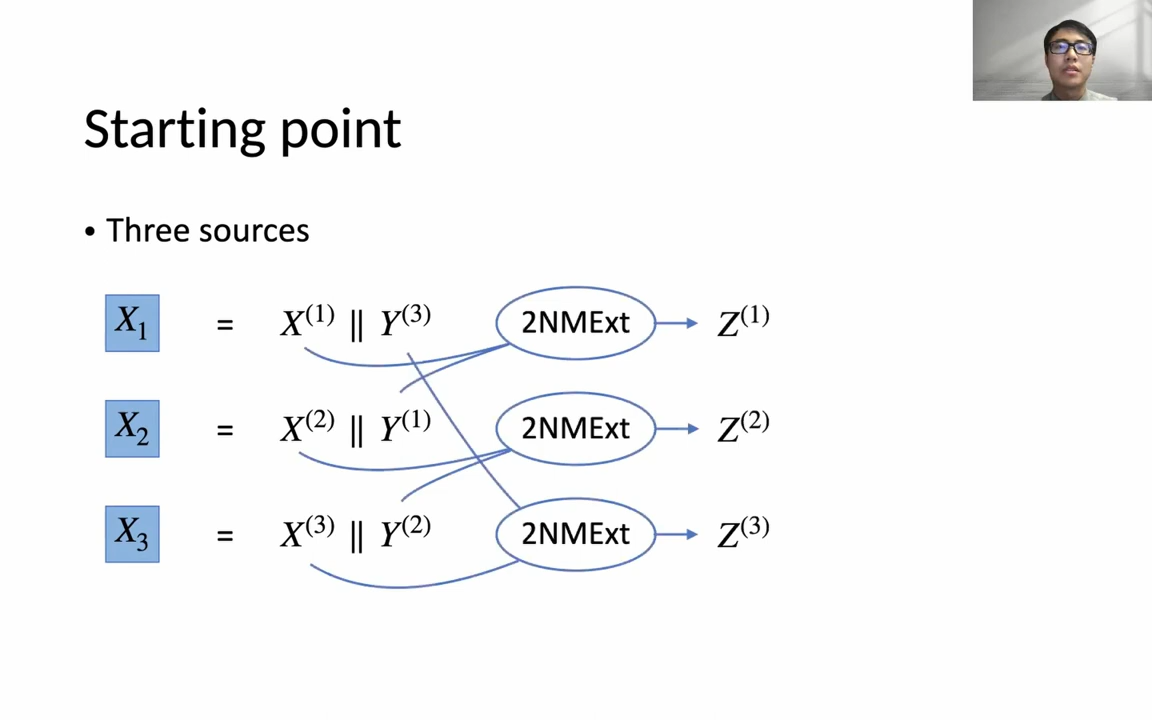 Starting point
• Three sources
X₁ = X⁽¹⁾ ∥ Y⁽³⁾ 2NMExt Z⁽¹⁾
X₂ = X⁽²⁾ ∥ Y⁽¹⁾ 2NMExt Z⁽²⁾
X₃ = X⁽³⁾ ∥ Y⁽²⁾ 2NMExt Z⁽³⁾